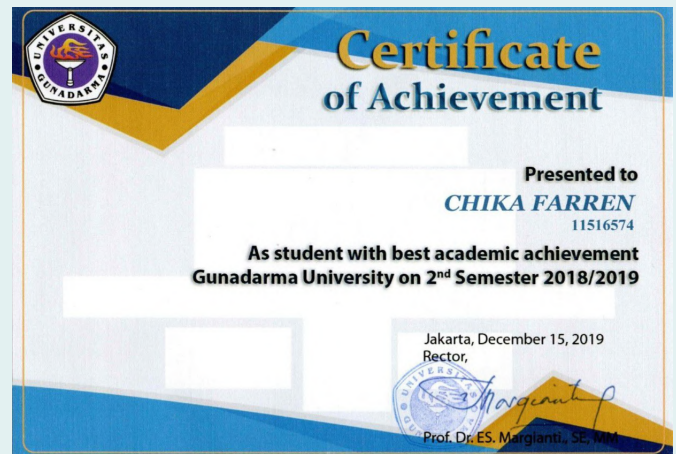 UNIVERSITAS
GUNADARMA
Certificate
of Achievement
Presented to
CHIKA FARREN
11516574
As student with best academic achievement
Gunadarma University on 2nd Semester 2018/2019
Jakarta, December 15, 2019
Rector,
Prof. Dr. ES. Margianti., SE, MM